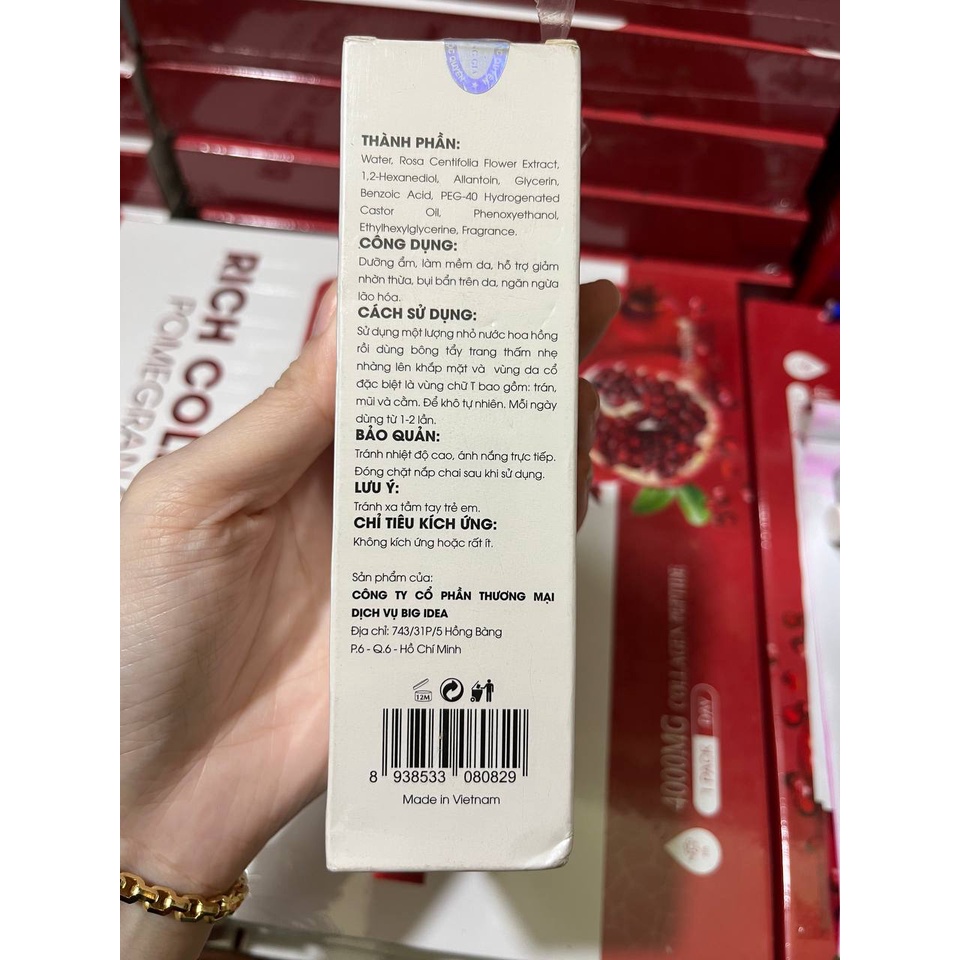 THÀNH PHẦN:
Water, Rosa Centifolia Flower Extract,
1,2-Hexanediol, Allantoin, Glycerin,
Benzoic Acid, PEG-40 Hydrogenated
Castor Oil, Phenoxyethanol,
Ethylhexylglycerine, Fragrance.
CÔNG DỤNG:
Dưỡng ẩm, làm mềm da, hỗ trợ giảm
nhờn thừa, bụi bẩn trên da, ngăn ngừa
lão hóa.
CÁCH SỬ DỤNG:
Sử dụng một lượng nhỏ nước hoa hồng
rồi dùng bông tẩy trang thấm nhẹ
nhàng lên khắp mặt và vùng da cổ
đặc biệt là vùng chữ T bao gồm: trán,
mũi và cằm. Để khô tự nhiên. Mỗi ngày
dùng từ 1-2 lần.
BẢO QUẢN:
Tránh nhiệt độ cao, ánh nắng trực tiếp.
Đóng chặt nắp chai sau khi sử dụng.
LƯU Ý:
Tránh xa tầm tay trẻ em.
CHỈ TIÊU KÍCH ỨNG:
Không kích ứng hoặc rất ít.
Sản phẩm của:
CÔNG TY CỔ PHẦN THƯƠNG MẠI
DỊCH VỤ BIG IDEA
Địa chỉ: 743/31P/5 Hồng Bàng
P.6 - Q.6 - Hồ Chí Minh
12M
8 938533 080829
Made in Vietnam
RICH COL
POMEGRAN
4000MG COLLAGEN PEPTIDE
1 PACK DAY